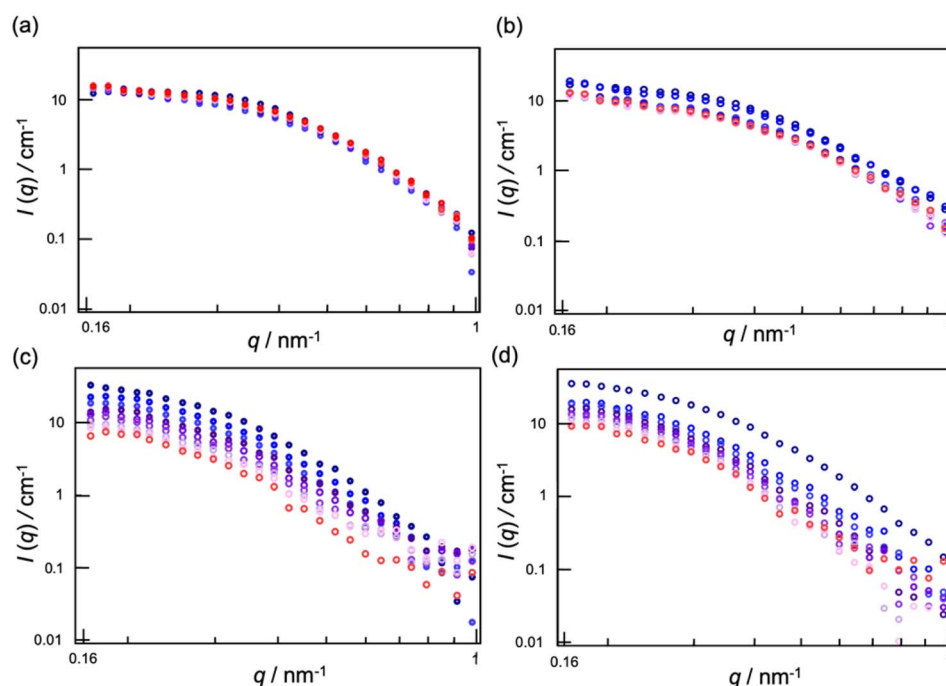 (a)
I (q) / cm⁻¹
10
1
0.1
0.01
0.16
1
q / nm⁻¹
(b)
I (q) / cm⁻¹
10
1
0.1
0.01
0.16
q / nm⁻¹
(c)
I (q) / cm⁻¹
10
1
0.1
0.01
0.16
1
q / nm⁻¹
(d)
I (q) / cm⁻¹
10
1
0.1
0.01
0.16
q / nm⁻¹